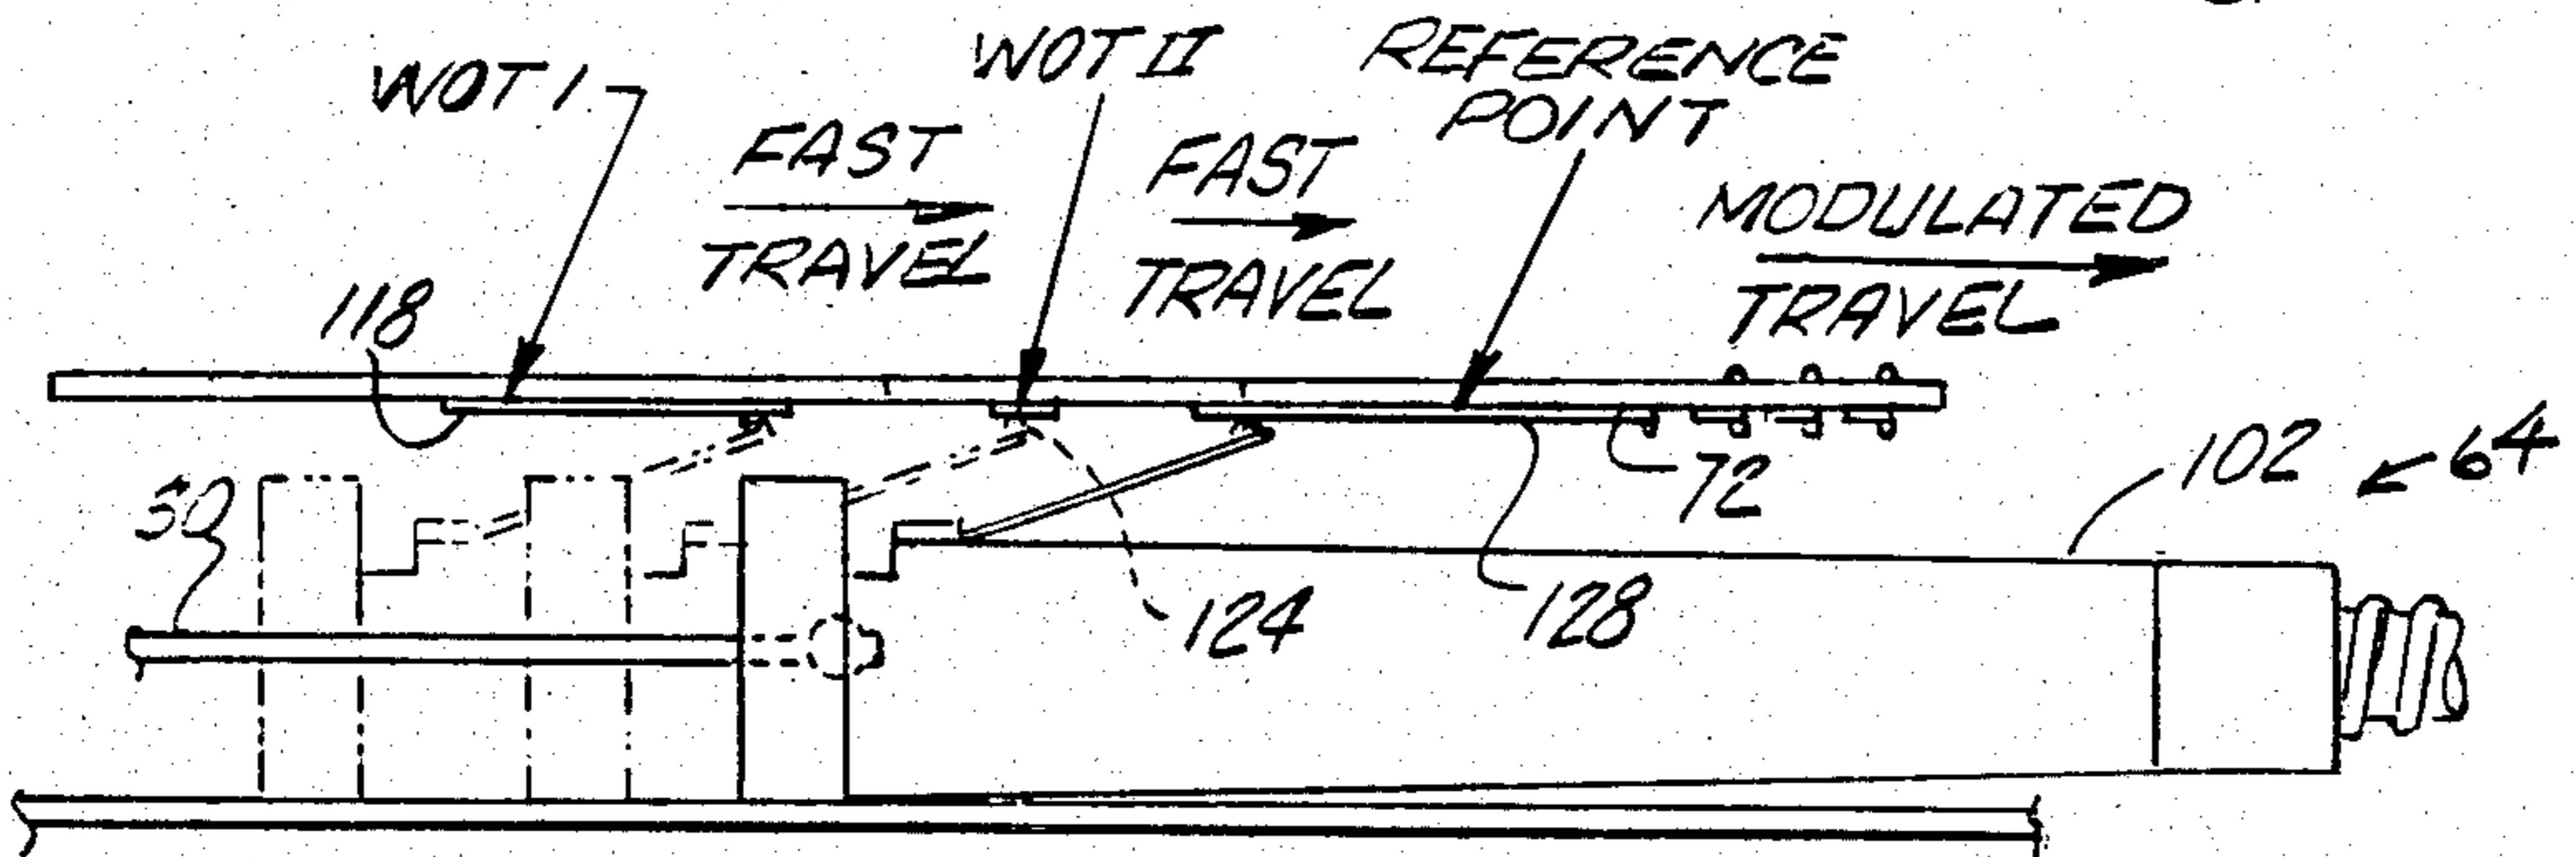 WOT I
WOT II
REFERENCE
POINT
FAST
TRAVEL
FAST
TRAVEL
MODULATED
TRAVEL
118
50
72
102
64
124
128